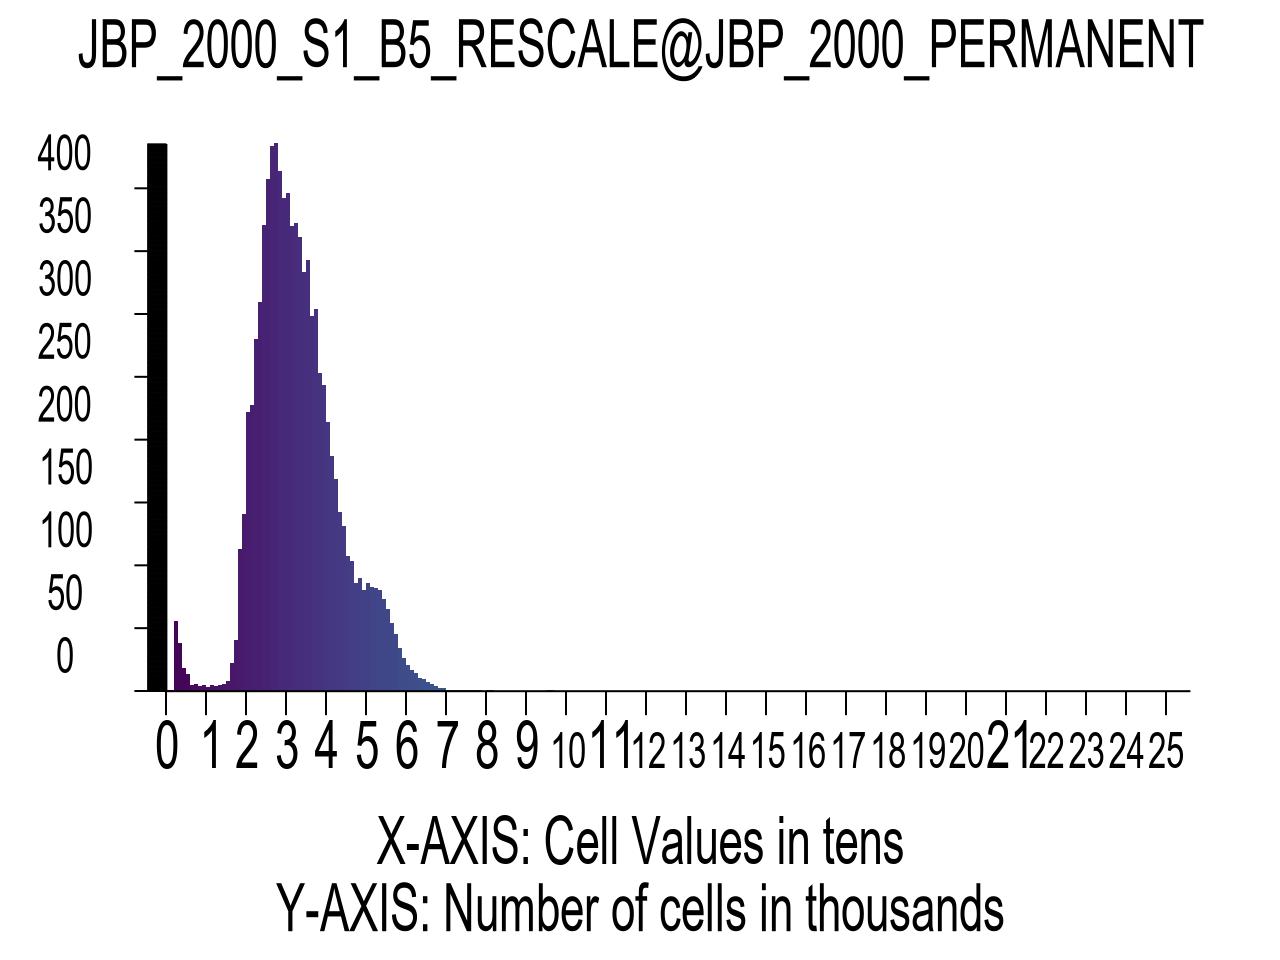 JBP_2000_S1_B5_RESCALE@JBP_2000_PERMANENT
400
350
300
250
200
150
100
50
0
0 1 2 3 4 5 6 7 8 9 10 11 12 13 14 15 16 17 18 19 20 21 22 23 24 25
X-AXIS: Cell Values in tens
Y-AXIS: Number of cells in thousands